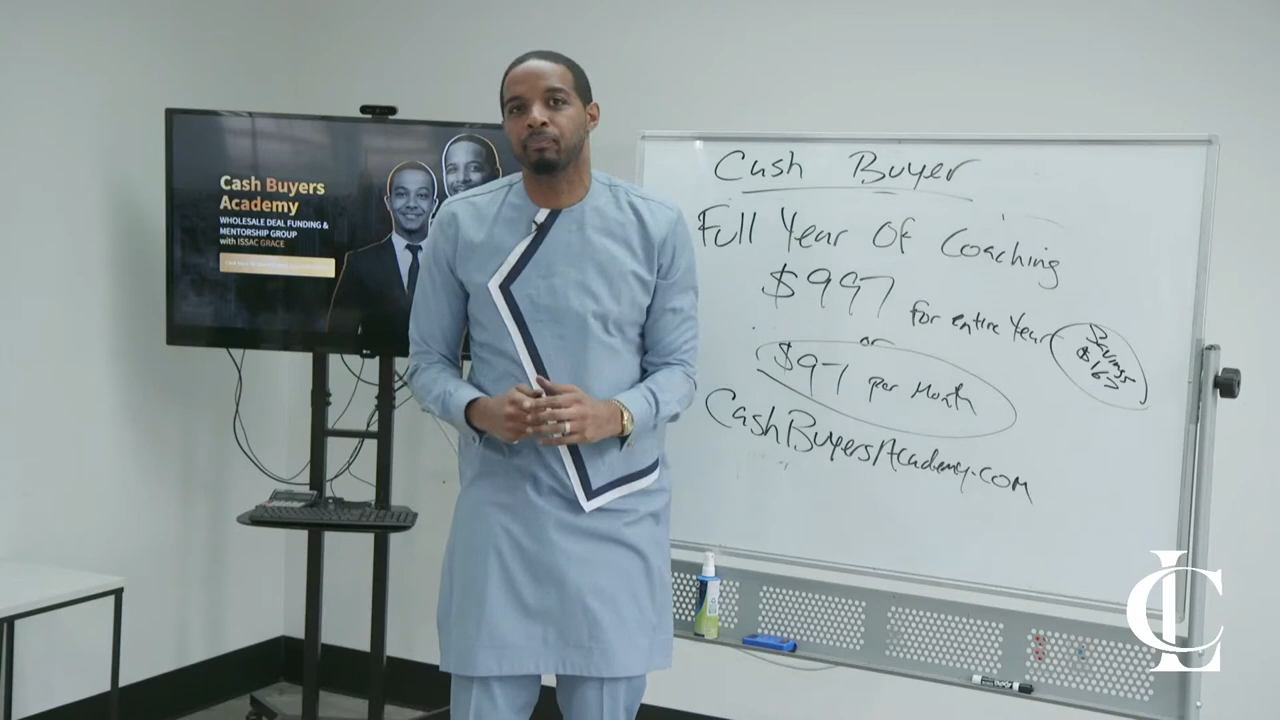 Cash Buyers
Academy
WHOLESALE DEAL FUNDING &
MENTORSHIP GROUP
with ISSAC GRACE
Cash Buyer
Full Year Of Coaching
$997 for entire Year
Savings
$167
or
$97 per Month
CashBuyersAcademy.com
LC